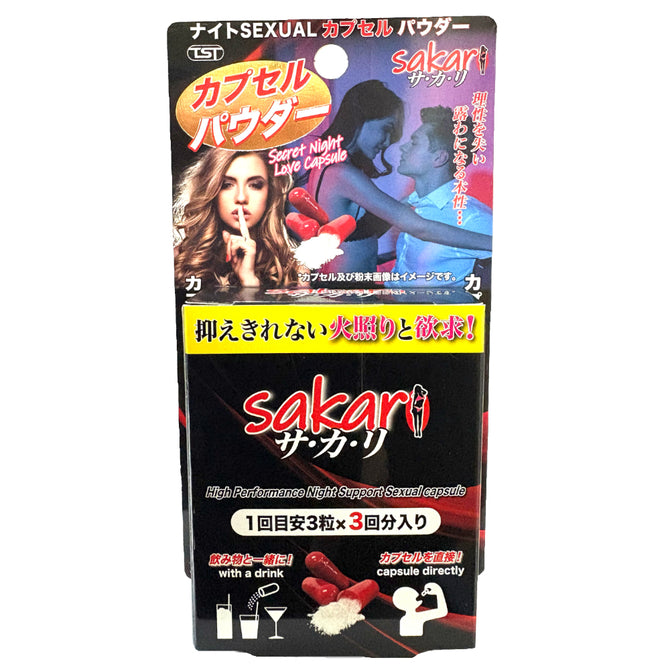 ナイトSEXUAL カプセル パウダー
TST
sakari
サ・カ・リ
カプセル
パウダー
Secret Night
Love Capsule
理性を失い
露わになる本性…
カプセル及び粉末画像はイメージです。
抑えきれない火照りと欲求!
sakari
サ・カ・リ
High Performance Night Support Sexual capsule
1回目安3粒×3回分入り
飲み物と一緒に!
with a drink
カプセルを直接!
capsule directly